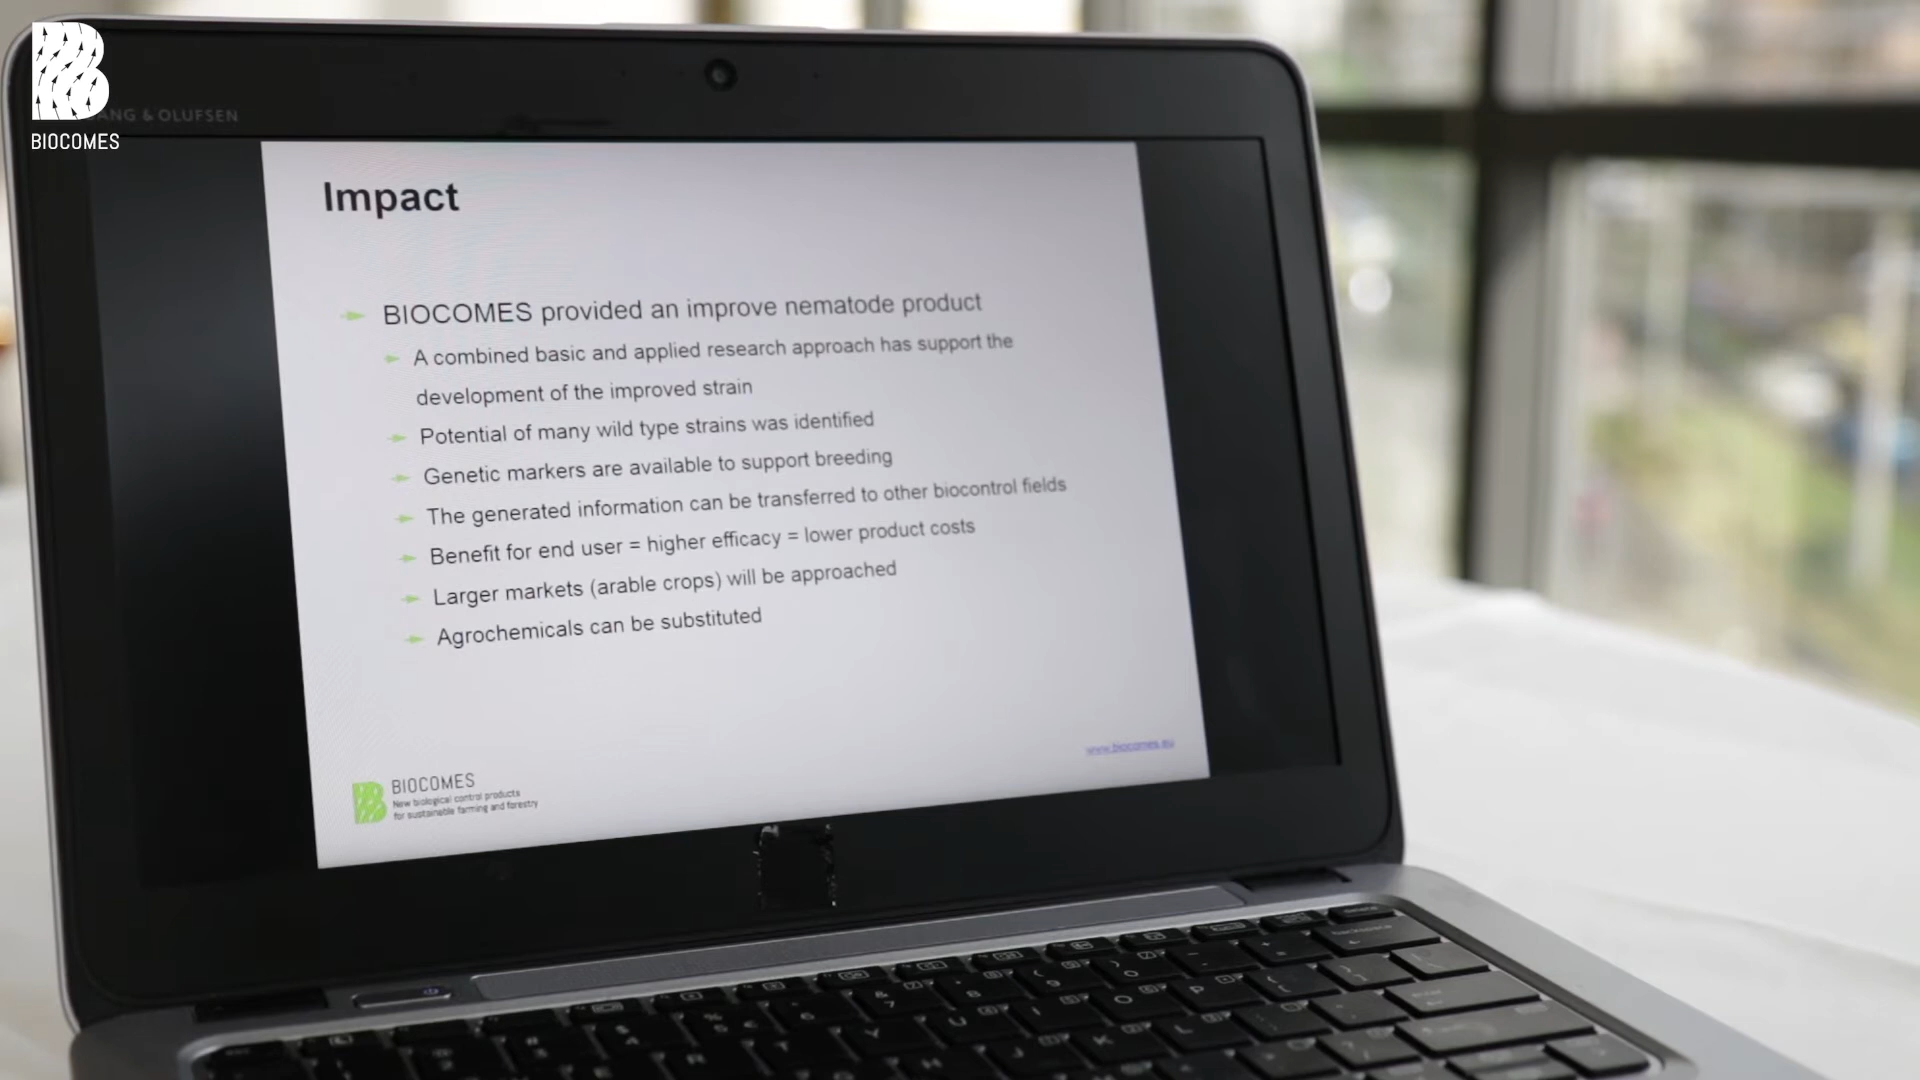 BIOCOMES
ANG & OLUFSEN
Impact
BIOCOMES provided an improve nematode product
A combined basic and applied research approach has support the
development of the improved strain
Potential of many wild type strains was identified
Genetic markers are available to support breeding
The generated information can be transferred to other biocontrol fields
Benefit for end user = higher efficacy = lower product costs
Larger markets (arable crops) will be approached
Agrochemicals can be substituted
www.biocomes.eu
BIOCOMES
New biological control products
for sustainable farming and forestry